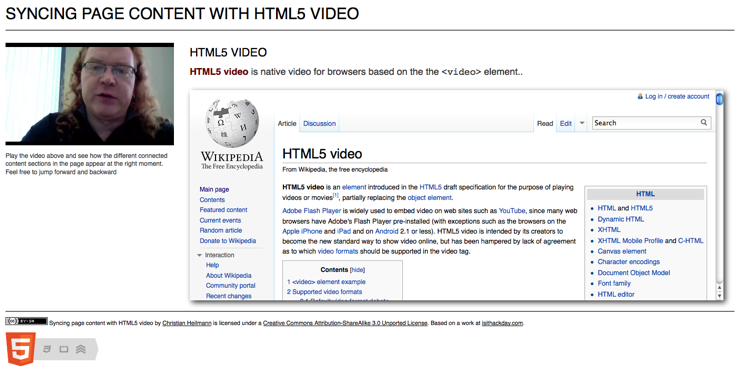 SYNCING PAGE CONTENT WITH HTML5 VIDEO
Play the video above and see how the different connected
content sections in the page appear at the right moment.
Feel free to jump forward and backward
HTML5 VIDEO
HTML5 video is native video for browsers based on the the <video> element..
Log in / create account
WIKIPEDIA
The Free Encyclopedia
Main page
Contents
Featured content
Current events
Random article
Donate to Wikipedia
Interaction
Help
About Wikipedia
Community portal
Recent changes
Article Discussion
Read Edit
Search
HTML5 video
From Wikipedia, the free encyclopedia
HTML5 video is an element introduced in the HTML5 draft specification for the purpose of playing
videos or movies[1], partially replacing the object element.
Adobe Flash Player is widely used to embed video on web sites such as YouTube, since many web
browsers have Adobe's Flash Player pre-installed (with exceptions such as the browsers on the
Apple iPhone and iPad and on Android 2.1 or less). HTML5 video is intended by its creators to
become the new standard way to show video online, but has been hampered by lack of agreement
as to which video formats should be supported in the video tag.
Contents [hide]
1 <video> element example
2 Supported video formats
HTML
HTML and HTML5
Dynamic HTML
XHTML
XHTML Mobile Profile and C-HTML
Canvas element
Character encodings
Document Object Model
Font family
HTML editor
(cc) BY-SA
Syncing page content with HTML5 video by Christian Heilmann is licensed under a Creative Commons Attribution-ShareAlike 3.0 Unported License. Based on a work at isithackday.com.